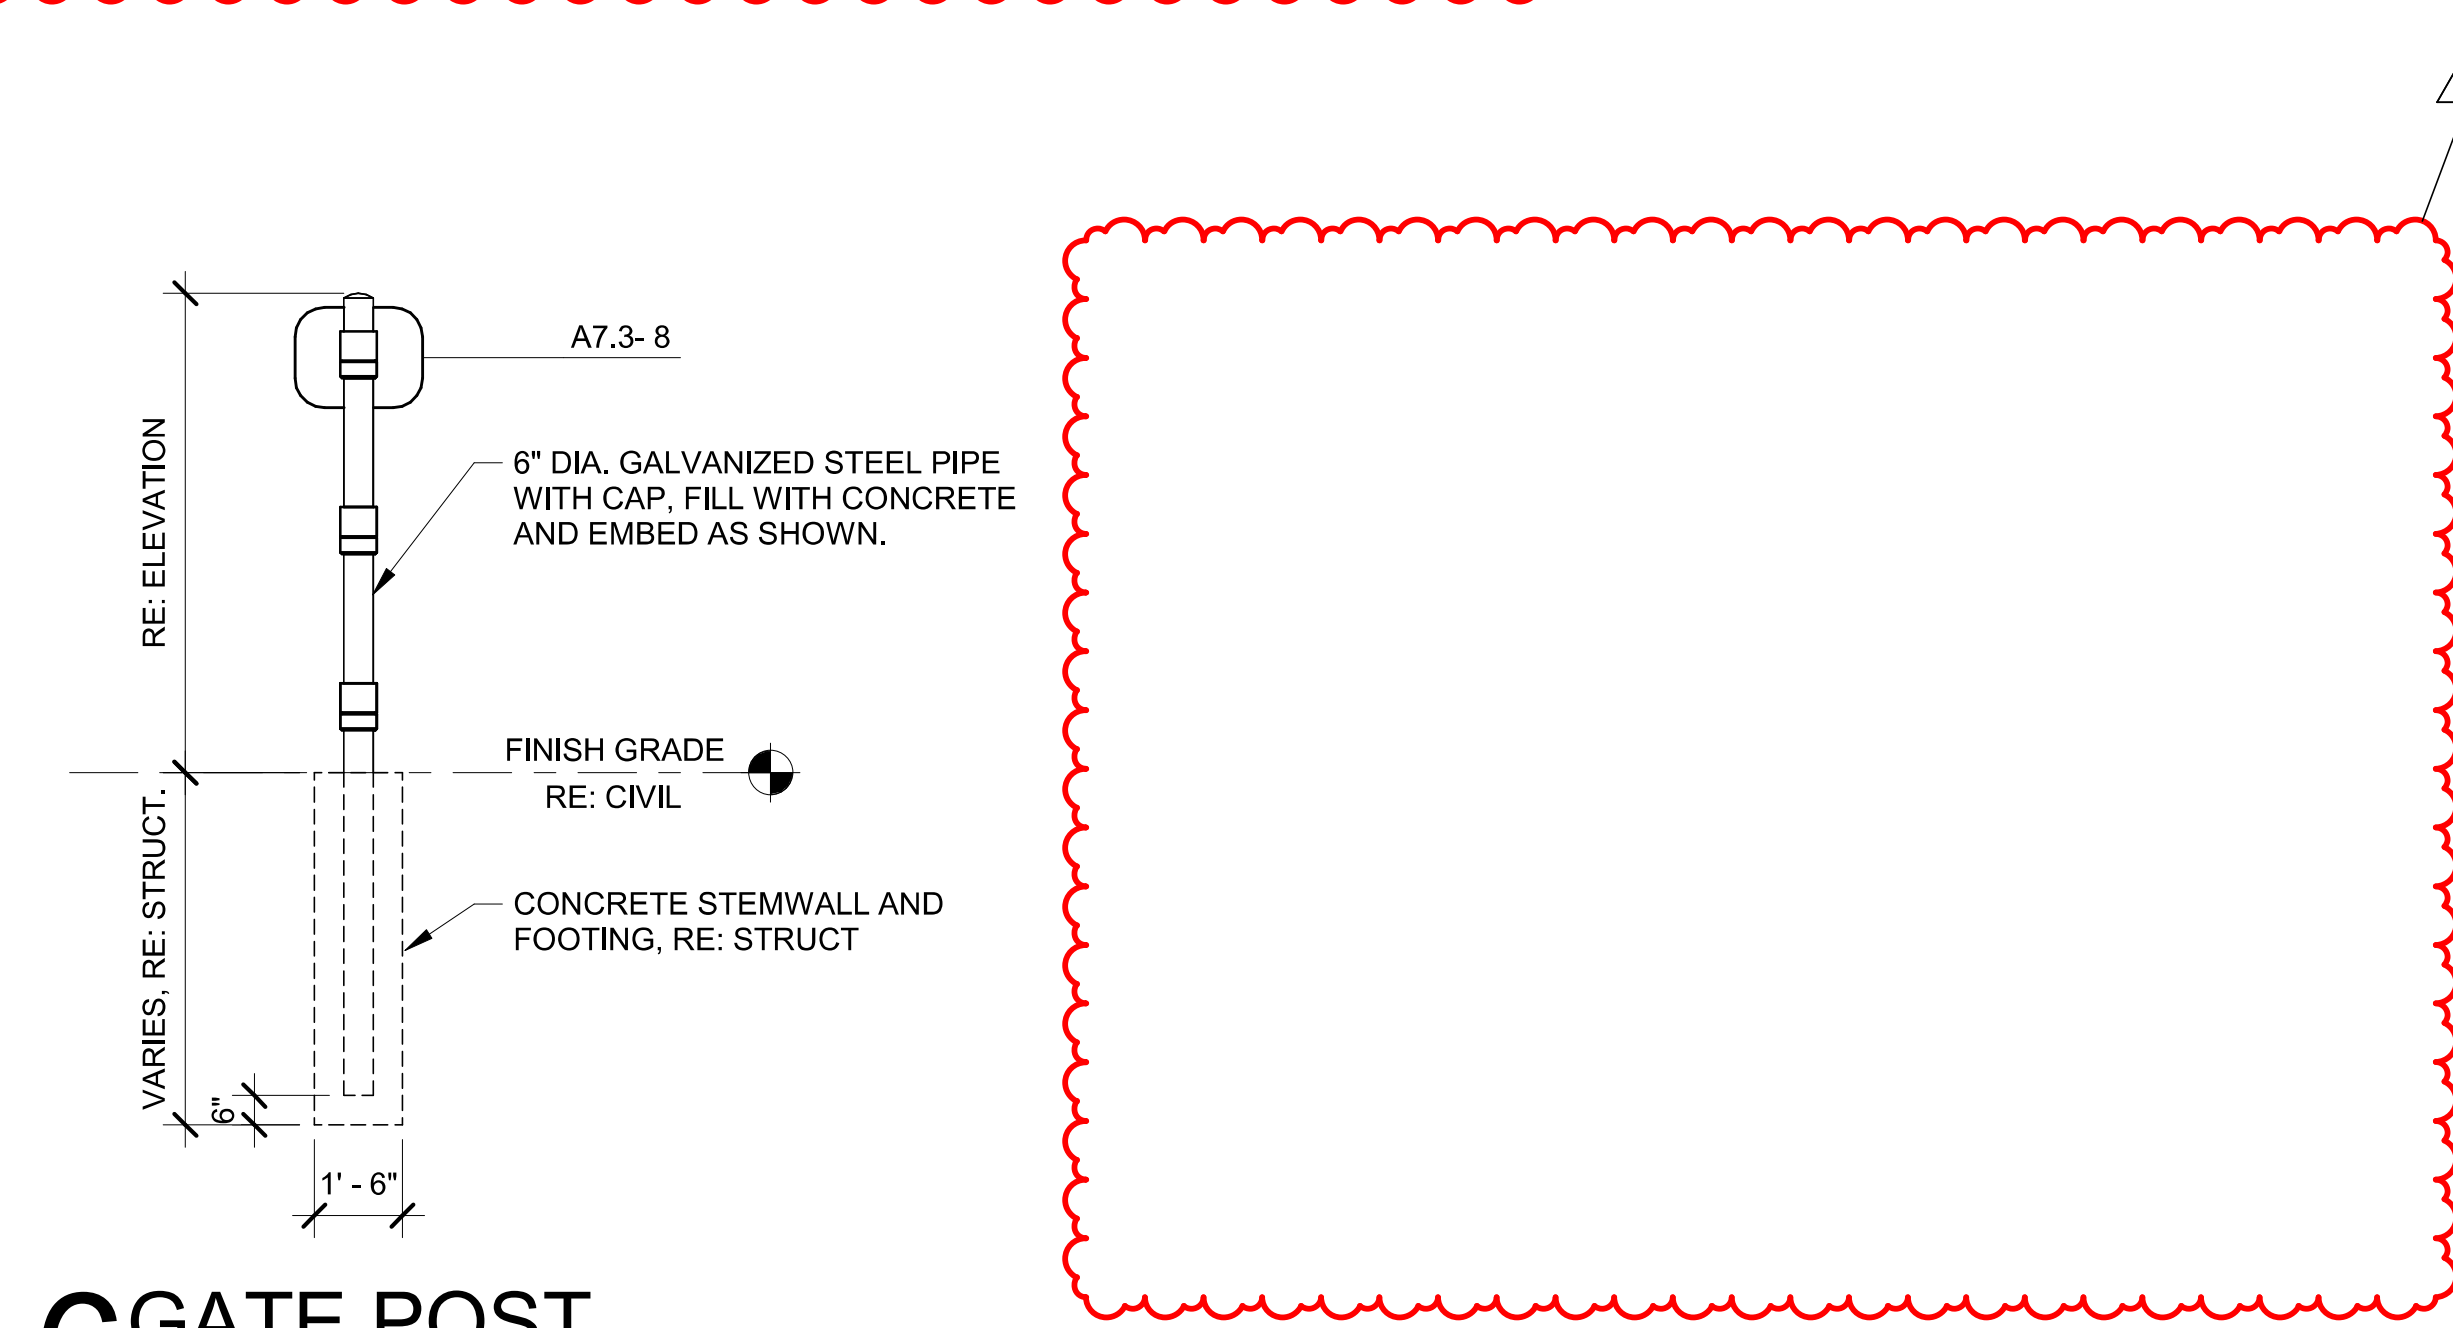 A7.3- 8
RE: ELEVATION
6" DIA. GALVANIZED STEEL PIPE
WITH CAP, FILL WITH CONCRETE
AND EMBED AS SHOWN.
FINISH GRADE
RE: CIVIL
VARIES, RE: STRUCT.
CONCRETE STEMWALL AND
FOOTING, RE: STRUCT
6"
1' - 6"
GATE POST